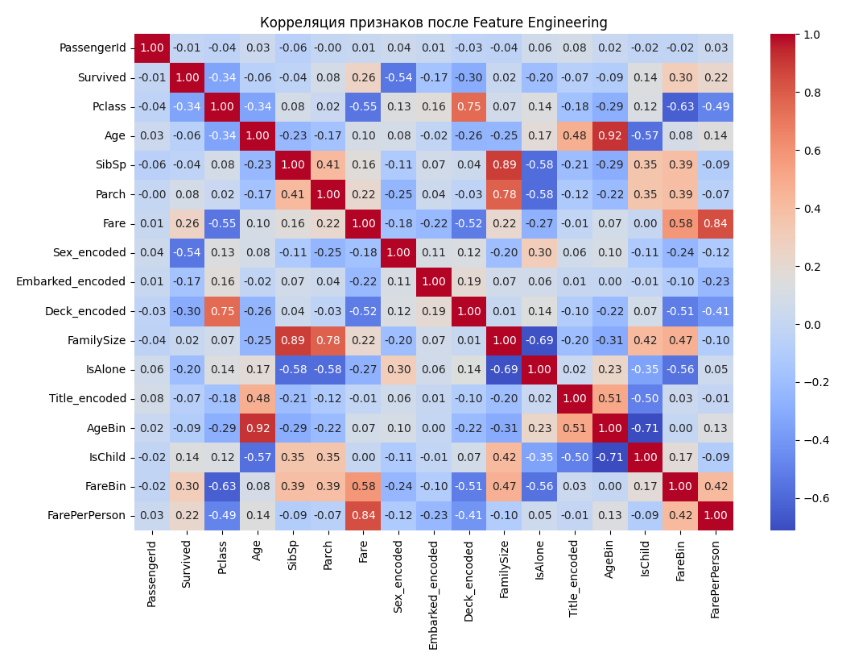 Корреляция признаков после Feature Engineering
PassengerId 1.00 -0.01 -0.04 0.03 -0.06 -0.00 0.01 0.04 0.01 -0.03 -0.04 0.06 0.08 0.02 -0.02 -0.02 0.03
Survived -0.01 1.00 -0.34 -0.06 -0.04 0.08 0.26 -0.54 -0.17 -0.30 0.02 -0.20 -0.07 -0.09 0.14 0.30 0.22
Pclass -0.04 -0.34 1.00 -0.34 0.08 0.02 -0.55 0.13 0.16 0.75 0.07 0.14 -0.18 -0.29 0.12 -0.63 -0.49
Age 0.03 -0.06 -0.34 1.00 -0.23 -0.17 0.10 0.08 -0.02 -0.26 -0.25 0.17 0.48 0.92 -0.57 0.08 0.14
SibSp -0.06 -0.04 0.08 -0.23 1.00 0.41 0.16 -0.11 0.07 0.04 0.89 -0.58 -0.21 -0.29 0.35 0.39 -0.09
Parch -0.00 0.08 0.02 -0.17 0.41 1.00 0.22 -0.25 0.04 -0.03 0.78 -0.58 -0.12 -0.22 0.35 0.39 -0.07
Fare 0.01 0.26 -0.55 0.10 0.16 0.22 1.00 -0.18 -0.22 -0.52 0.22 -0.27 -0.01 0.07 0.00 0.58 0.84
Sex_encoded 0.04 -0.54 0.13 0.08 -0.11 -0.25 -0.18 1.00 0.11 0.12 -0.20 0.30 0.06 0.10 -0.11 -0.24 -0.12
Embarked_encoded 0.01 -0.17 0.16 -0.02 0.07 0.04 -0.22 0.11 1.00 0.19 0.07 0.06 0.01 0.00 -0.01 -0.10 -0.23
Deck_encoded -0.03 -0.30 0.75 -0.26 0.04 -0.03 -0.52 0.12 0.19 1.00 0.01 0.14 -0.10 -0.22 0.07 -0.51 -0.41
FamilySize -0.04 0.02 0.07 -0.25 0.89 0.78 0.22 -0.20 0.07 0.01 1.00 -0.69 -0.20 -0.31 0.42 0.47 -0.10
IsAlone 0.06 -0.20 0.14 0.17 -0.58 -0.58 -0.27 0.30 0.06 0.14 -0.69 1.00 0.02 0.23 -0.35 -0.56 0.05
Title_encoded 0.08 -0.07 -0.18 0.48 -0.21 -0.12 -0.01 0.06 0.01 -0.10 -0.20 0.02 1.00 0.51 -0.50 0.03 -0.01
AgeBin 0.02 -0.09 -0.29 0.92 -0.29 -0.22 0.07 0.10 0.00 -0.22 -0.31 0.23 0.51 1.00 -0.71 0.00 0.13
IsChild -0.02 0.14 0.12 -0.57 0.35 0.35 0.00 -0.11 -0.01 0.07 0.42 -0.35 -0.50 -0.71 1.00 0.17 -0.09
FareBin -0.02 0.30 -0.63 0.08 0.39 0.39 0.58 -0.24 -0.10 -0.51 0.47 -0.56 0.03 0.00 0.17 1.00 0.42
FarePerPerson 0.03 0.22 -0.49 0.14 -0.09 -0.07 0.84 -0.12 -0.23 -0.41 -0.10 0.05 -0.01 0.13 -0.09 0.42 1.00
PassengerId
Survived
Pclass
Age
SibSp
Parch
Fare
Sex_encoded
Embarked_encoded
Deck_encoded
FamilySize
IsAlone
Title_encoded
AgeBin
IsChild
FareBin
FarePerPerson
1.0
0.8
0.6
0.4
0.2
0.0
−0.2
−0.4
−0.6